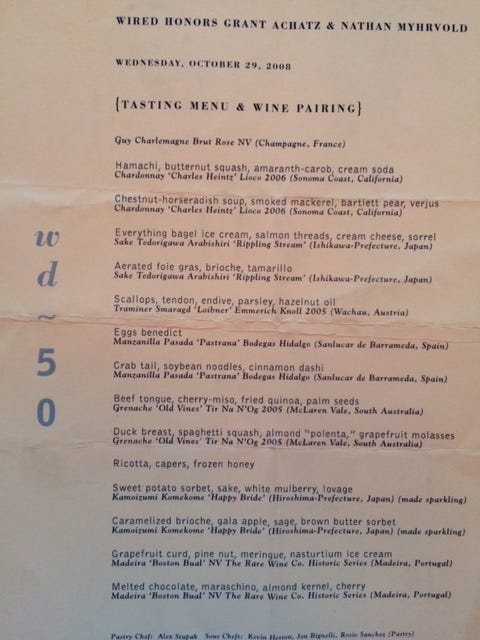 WIRED HONORS GRANT ACHATZ & NATHAN MYHRVOLD
WEDNESDAY, OCTOBER 29, 2008
{TASTING MENU & WINE PAIRING}
Guy Charlemagne Brut Rose NV (Champagne, France)
Hamachi, butternut squash, amaranth-carob, cream soda
Chardonnay 'Charles Heintz' Lioco 2006 (Sonoma Coast, California)
Chestnut-horseradish soup, smoked mackerel, bartlett pear, verjus
Chardonnay 'Charles Heintz' Lioco 2006 (Sonoma Coast, California)
Everything bagel ice cream, salmon threads, cream cheese, sorrel
Sake Tedorigawa Arabishiri 'Rippling Stream' (Ishikawa-Prefecture, Japan)
Aerated foie gras, brioche, tamarillo
Sake Tedorigawa Arabishiri 'Rippling Stream' (Ishikawa-Prefecture, Japan)
Scallops, tendon, endive, parsley, hazelnut oil
Traminer Smaragd 'Loibner' Emmerich Knoll 2005 (Wachau, Austria)
Eggs benedict
Manzanilla Pasada 'Pastrana' Bodegas Hidalgo (Sanlucar de Barrameda, Spain)
Crab tail, soybean noodles, cinnamon dashi
Manzanilla Pasada 'Pastrana' Bodegas Hidalgo (Sanlucar de Barrameda, Spain)
Beef tongue, cherry-miso, fried quinoa, palm seeds
Grenache 'Old Vines' Tir Na N'Og 2005 (McLaren Vale, South Australia)
Duck breast, spaghetti squash, almond "polenta," grapefruit molasses
Grenache 'Old Vines' Tir Na N'Og 2005 (McLaren Vale, South Australia)
Ricotta, capers, frozen honey
Sweet potato sorbet, sake, white mulberry, lovage
Kamoizumi Komekome 'Happy Bride' (Hiroshima-Prefecture, Japan) (made sparkling)
Caramelized brioche, gala apple, sage, brown butter sorbet
Kamoizumi Komekome 'Happy Bride' (Hiroshima-Prefecture, Japan) (made sparkling)
Grapefruit curd, pine nut, meringue, nasturtium ice cream
Madeira 'Boston Bual' NV The Rare Wine Co. Historic Series (Madeira, Portugal)
Melted chocolate, maraschino, almond kernel, cherry
Madeira 'Boston Bual' NV The Rare Wine Co. Historic Series (Madeira, Portugal)
Pastry Chef: Alex Stupak Sous Chefs: Kevin Heston, Jon Bignelli, Rosio Sanchez (Pastry)
w
d
~
5
0